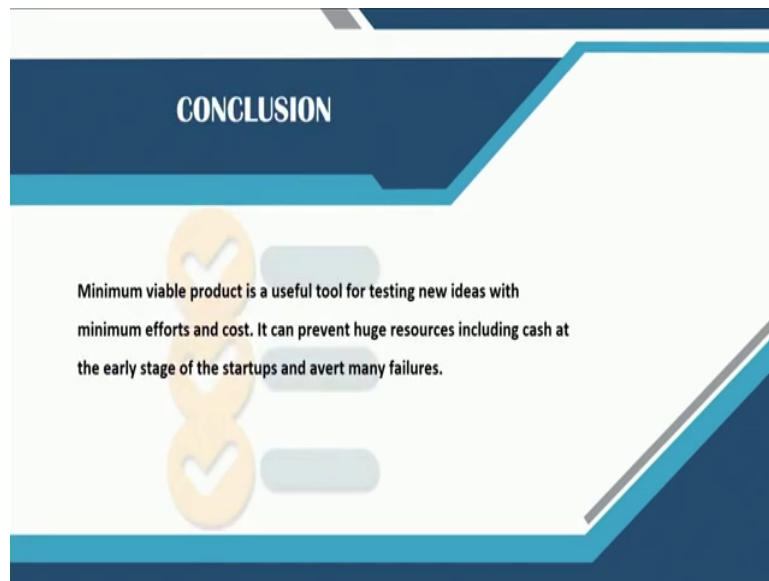 CONCLUSION
Minimum viable product is a useful tool for testing new ideas with
minimum efforts and cost. It can prevent huge resources including cash at
the early stage of the startups and avert many failures.